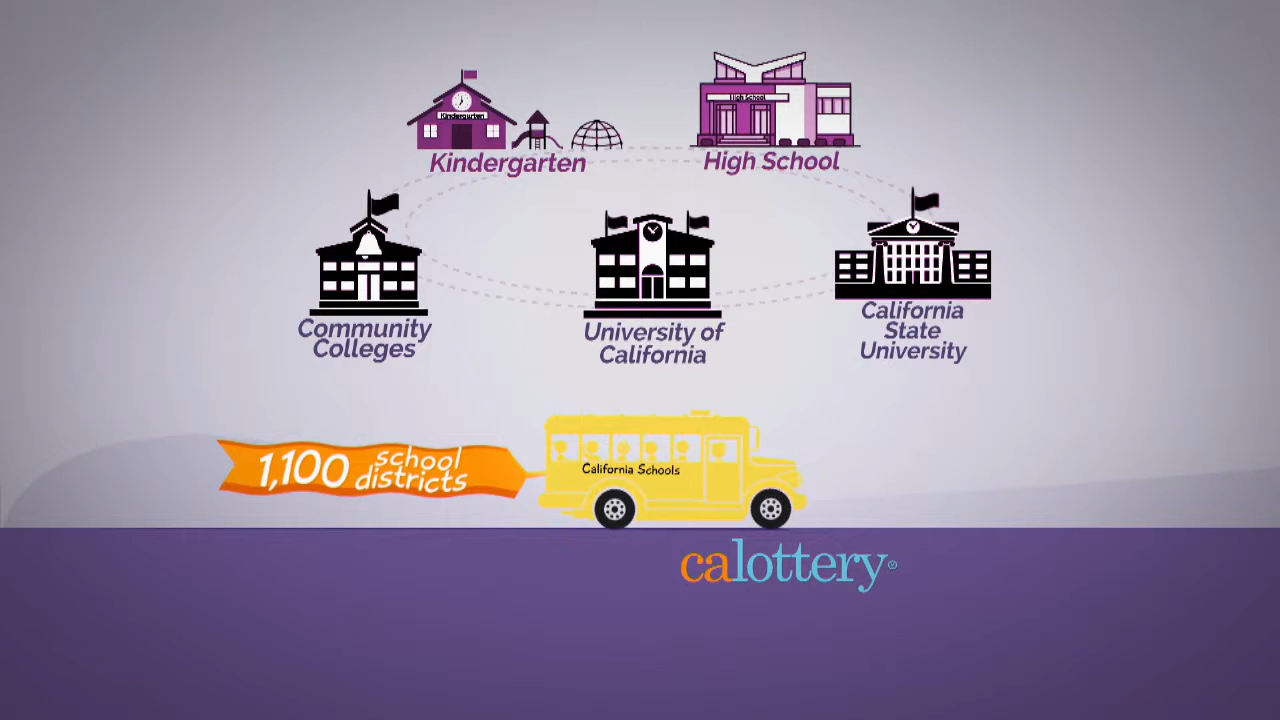 Kindergarten
High School
Kindergarten
High School
Community
Colleges
University of
California
California
State
University
1,100 school
districts
California Schools
calottery®